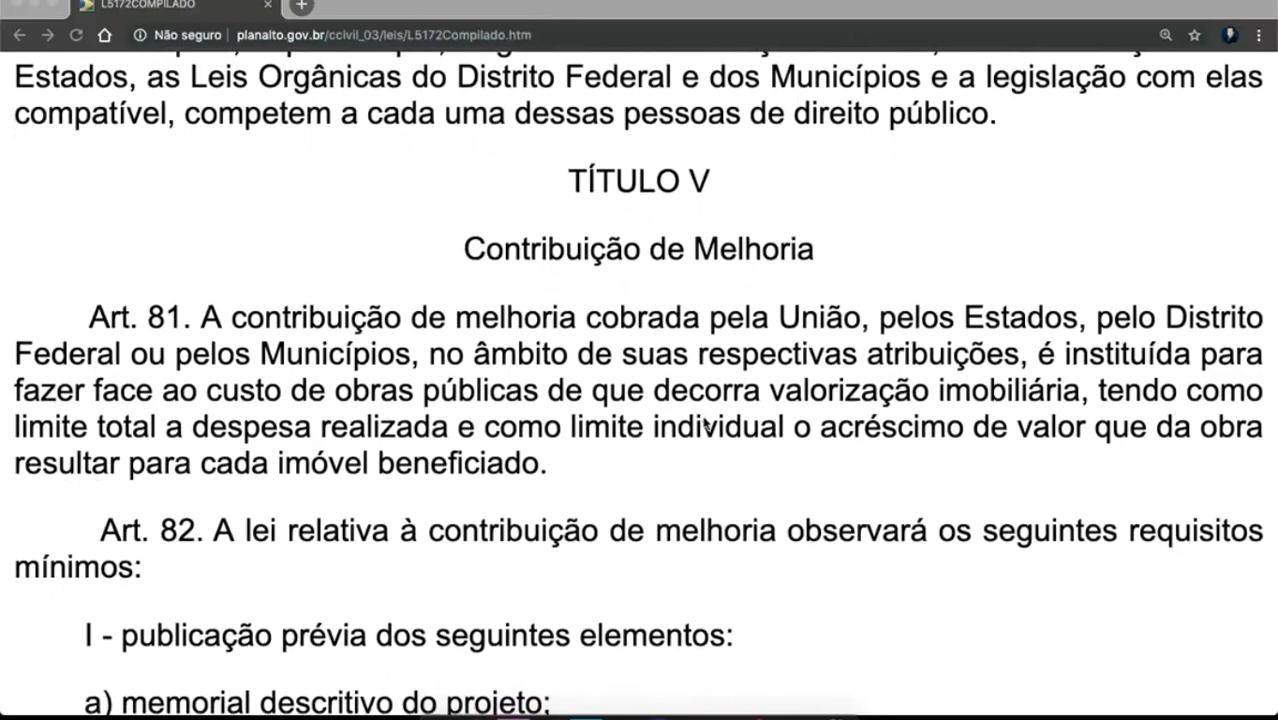 L5172COMPILADO
Não seguro planalto.gov.br/ccivil_03/leis/L5172Compilado.htm
Estados, as Leis Orgânicas do Distrito Federal e dos Municípios e a legislação com elas
compatível, competem a cada uma dessas pessoas de direito público.
TÍTULO V
Contribuição de Melhoria
Art. 81. A contribuição de melhoria cobrada pela União, pelos Estados, pelo Distrito
Federal ou pelos Municípios, no âmbito de suas respectivas atribuições, é instituída para
fazer face ao custo de obras públicas de que decorra valorização imobiliária, tendo como
limite total a despesa realizada e como limite individual o acréscimo de valor que da obra
resultar para cada imóvel beneficiado.
Art. 82. A lei relativa à contribuição de melhoria observará os seguintes requisitos
mínimos:
I - publicação prévia dos seguintes elementos:
a) memorial descritivo do projeto;